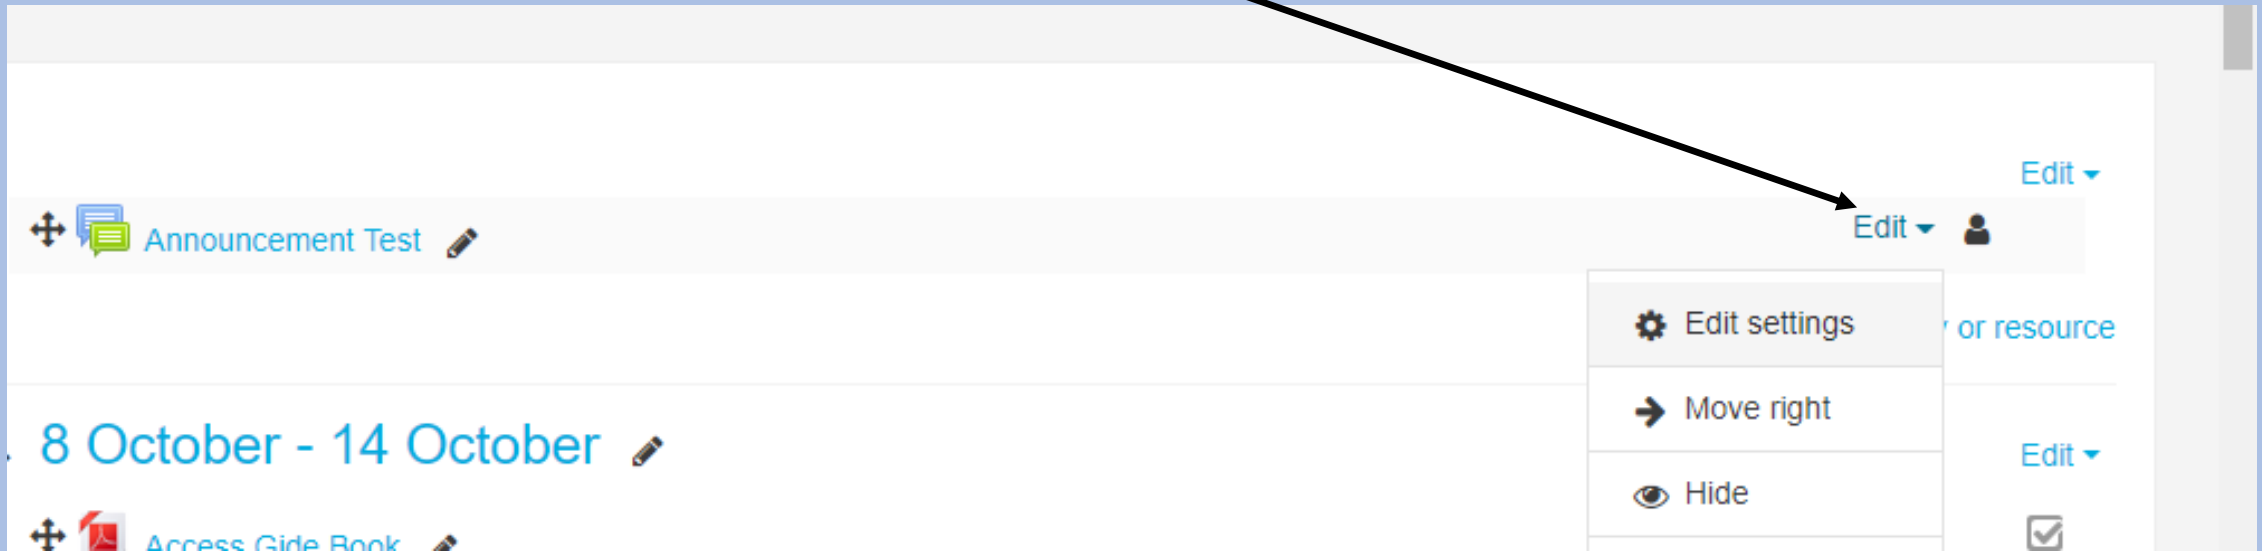 Edit
Announcement Test
Edit
Edit settings
or resource
Move right
8 October - 14 October
Edit
Hide
Access Gide Book